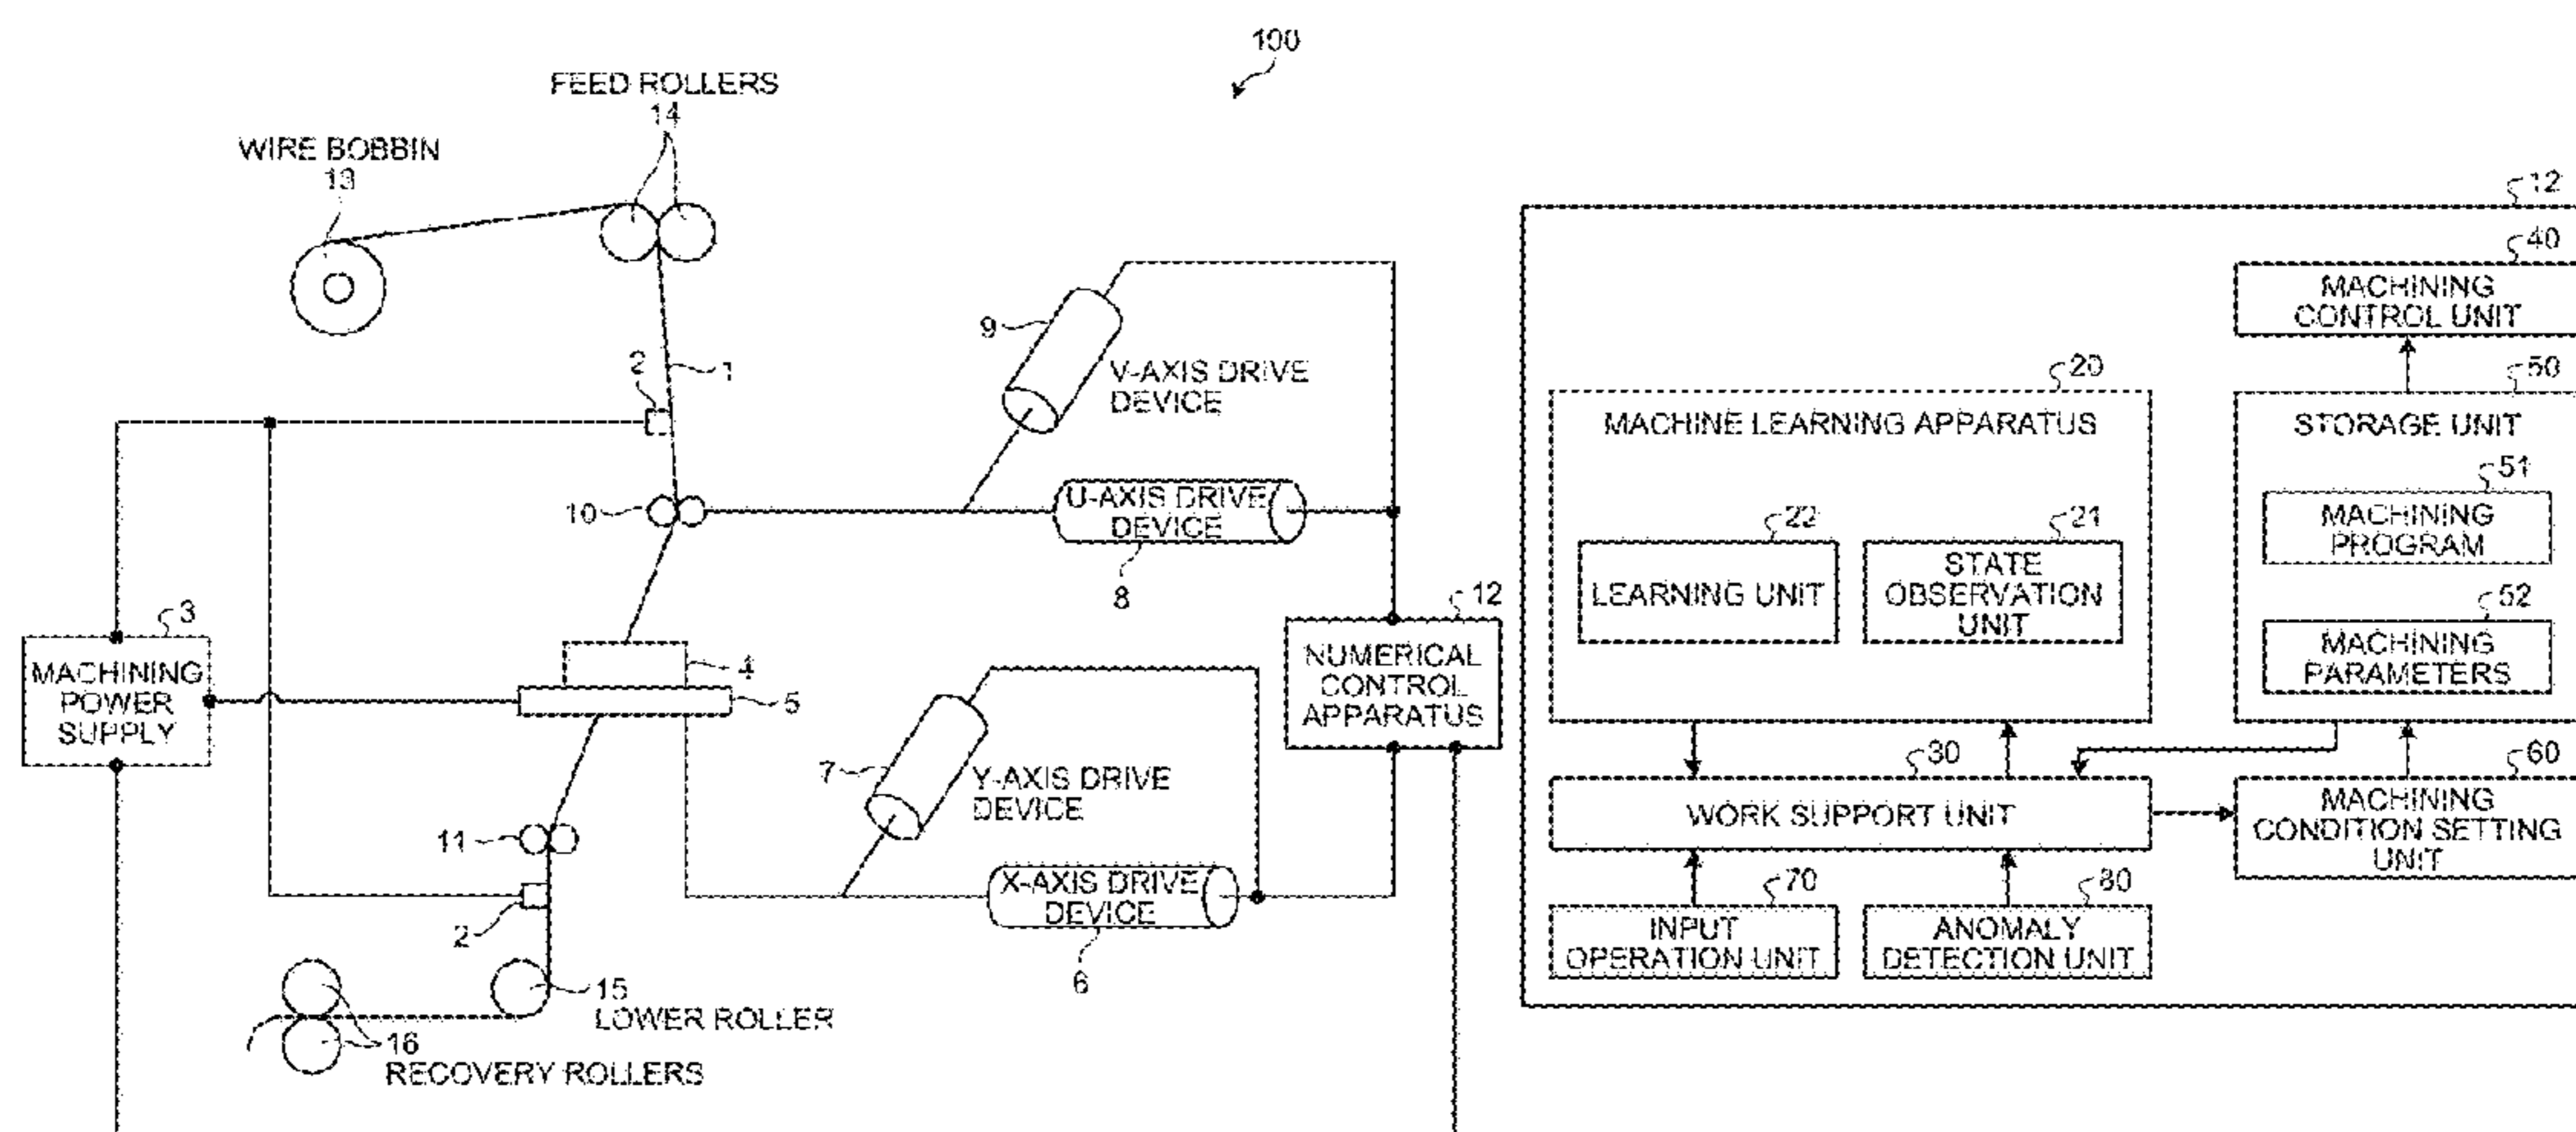 100
FEED ROLLERS
14
WIRE BOBBIN
13
12
40
MACHINING
CONTROL UNIT
9
V-AXIS DRIVE
DEVICE
2
1
20
50
MACHINE LEARNING APPARATUS
STORAGE UNIT
51
MACHINING
PROGRAM
10
U-AXIS DRIVE
DEVICE
8
22
21
LEARNING UNIT
STATE
OBSERVATION
UNIT
52
MACHINING
PARAMETERS
3
MACHINING
POWER
SUPPLY
4
5
12
NUMERICAL
CONTROL
APPARATUS
7
Y-AXIS DRIVE
DEVICE
30
WORK SUPPORT UNIT
60
MACHINING
CONDITION SETTING
UNIT
11
X-AXIS DRIVE
DEVICE
6
2
70
INPUT
OPERATION UNIT
80
ANOMALY
DETECTION UNIT
15
LOWER ROLLER
16
RECOVERY ROLLERS